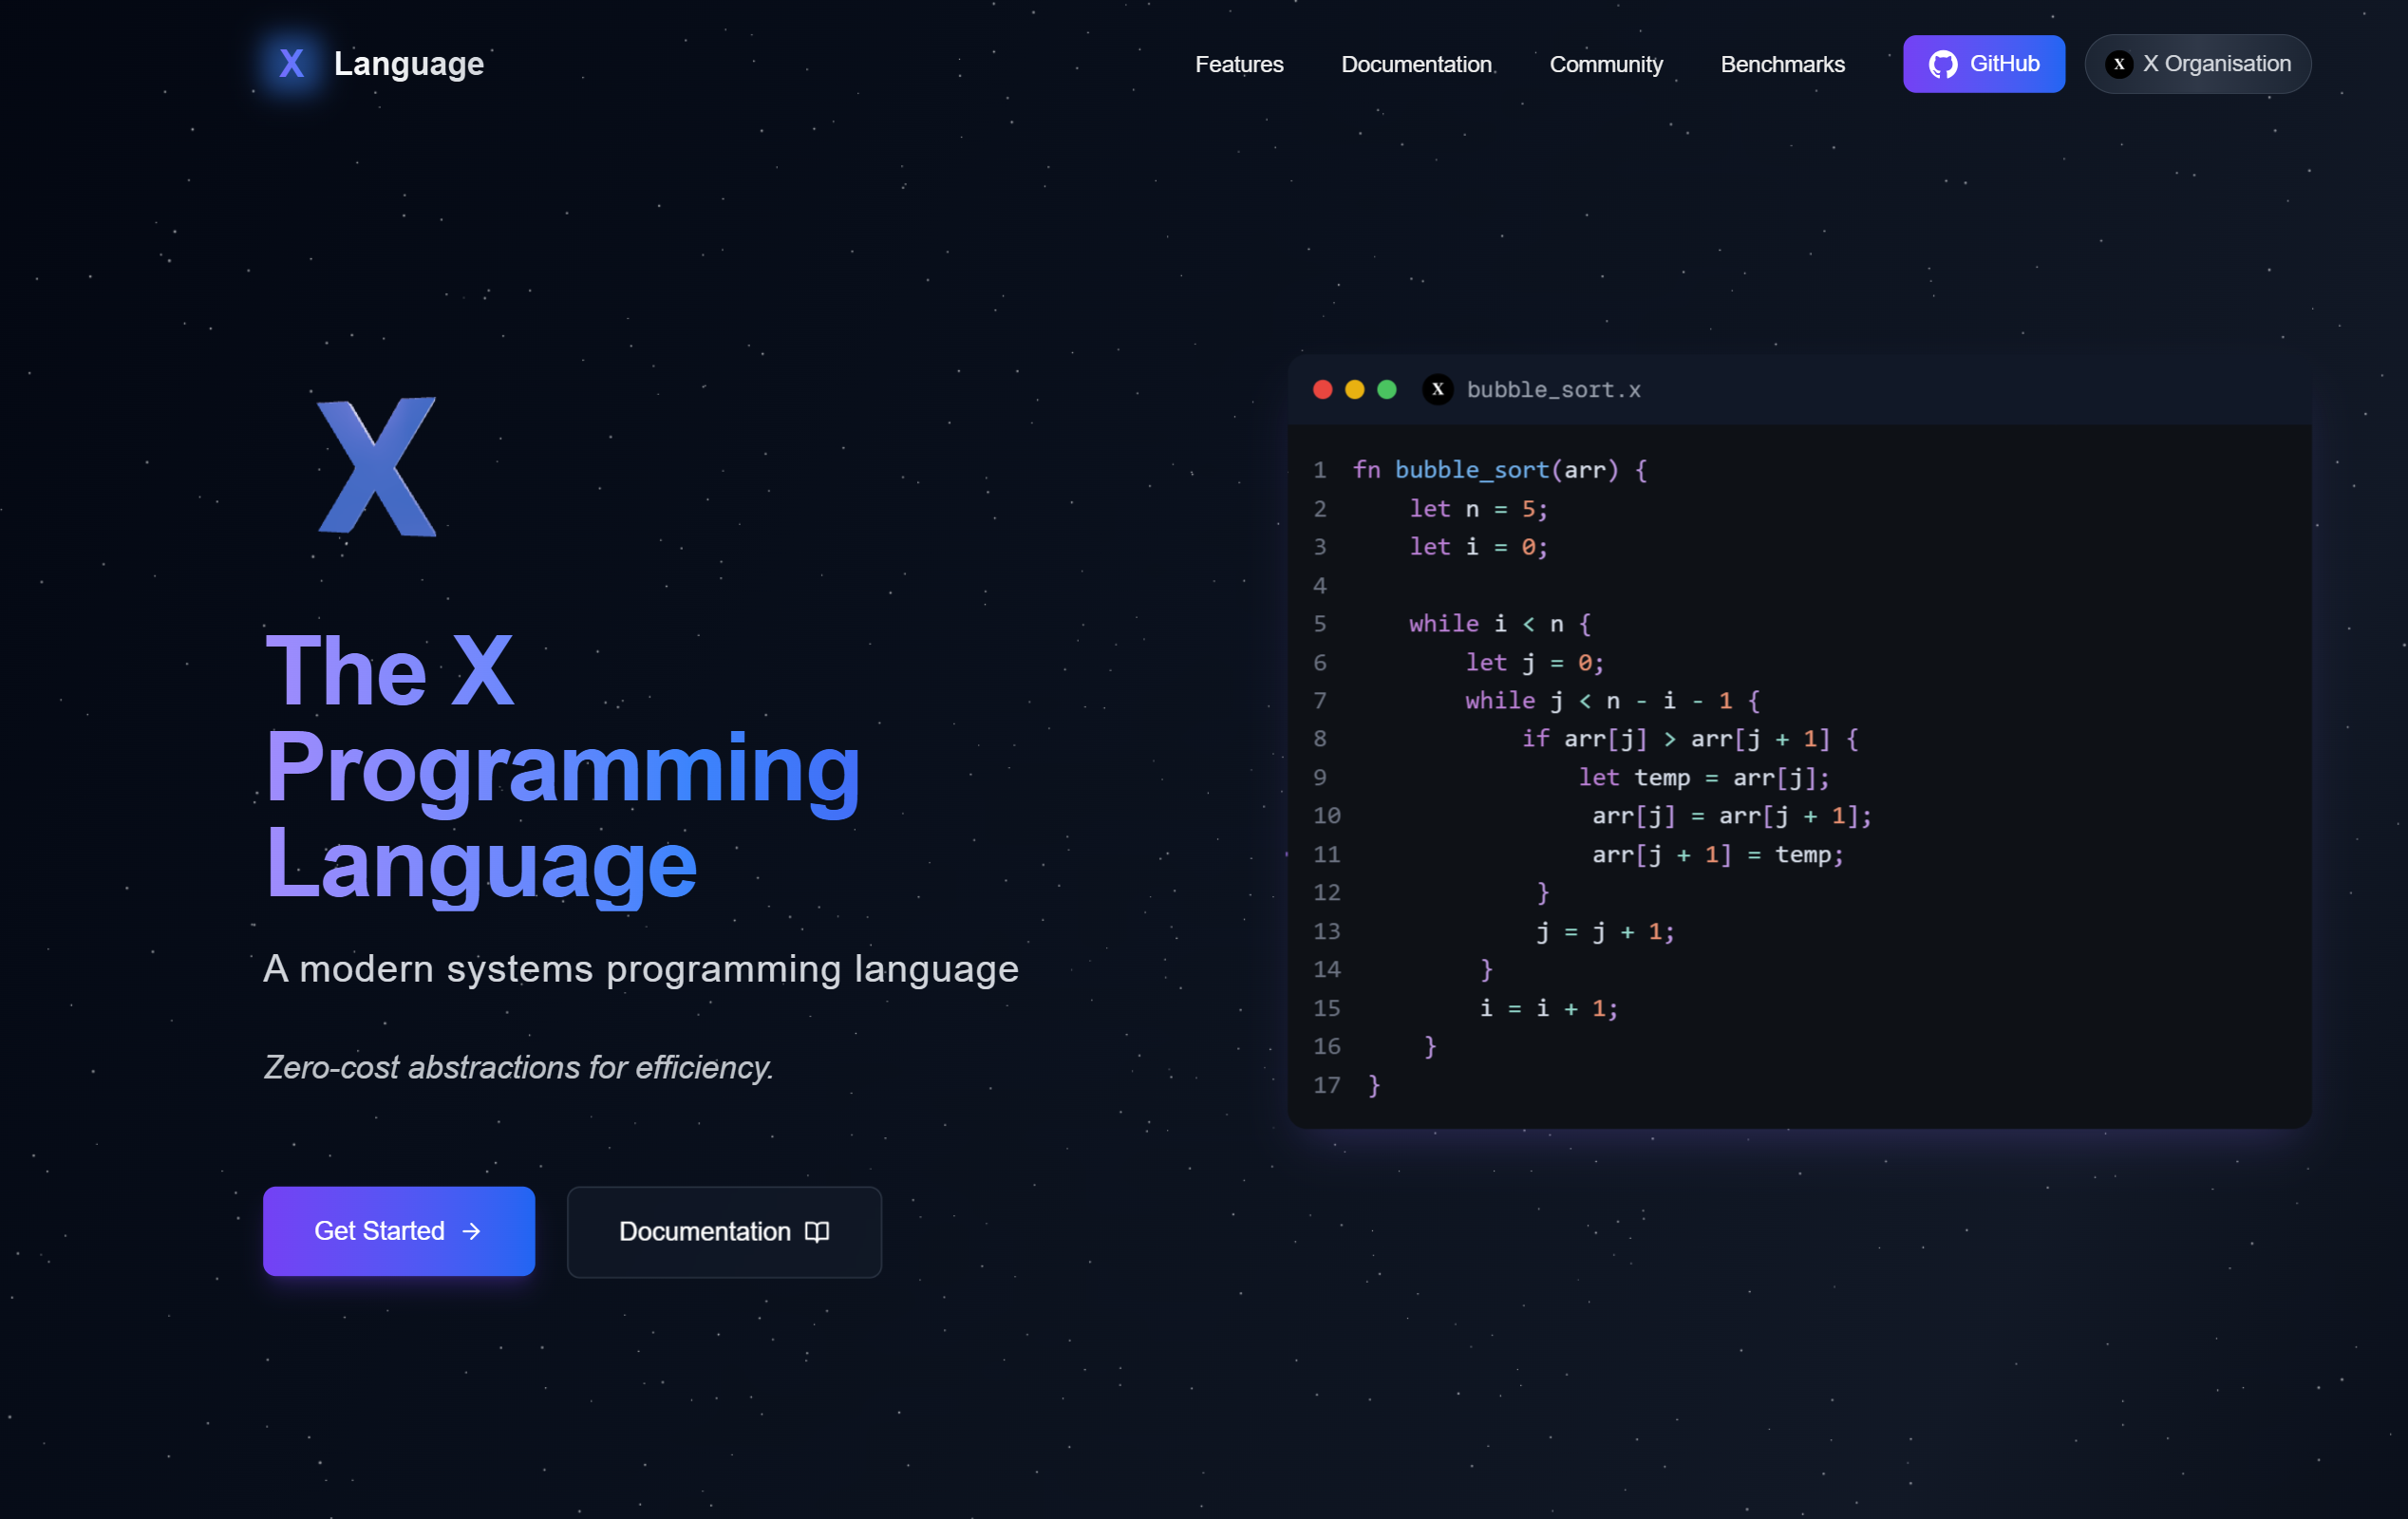 X Language
Features Documentation Community Benchmarks GitHub X X Organisation
X
The X
Programming
Language
A modern systems programming language
Zero-cost abstractions for efficiency.
Get Started →
Documentation
X bubble_sort.x
1 fn bubble_sort(arr) {
2     let n = 5;
3     let i = 0;
4
5     while i < n {
6         let j = 0;
7         while j < n - i - 1 {
8             if arr[j] > arr[j + 1] {
9                 let temp = arr[j];
10                 arr[j] = arr[j + 1];
11                 arr[j + 1] = temp;
12             }
13             j = j + 1;
14         }
15         i = i + 1;
16     }
17 }